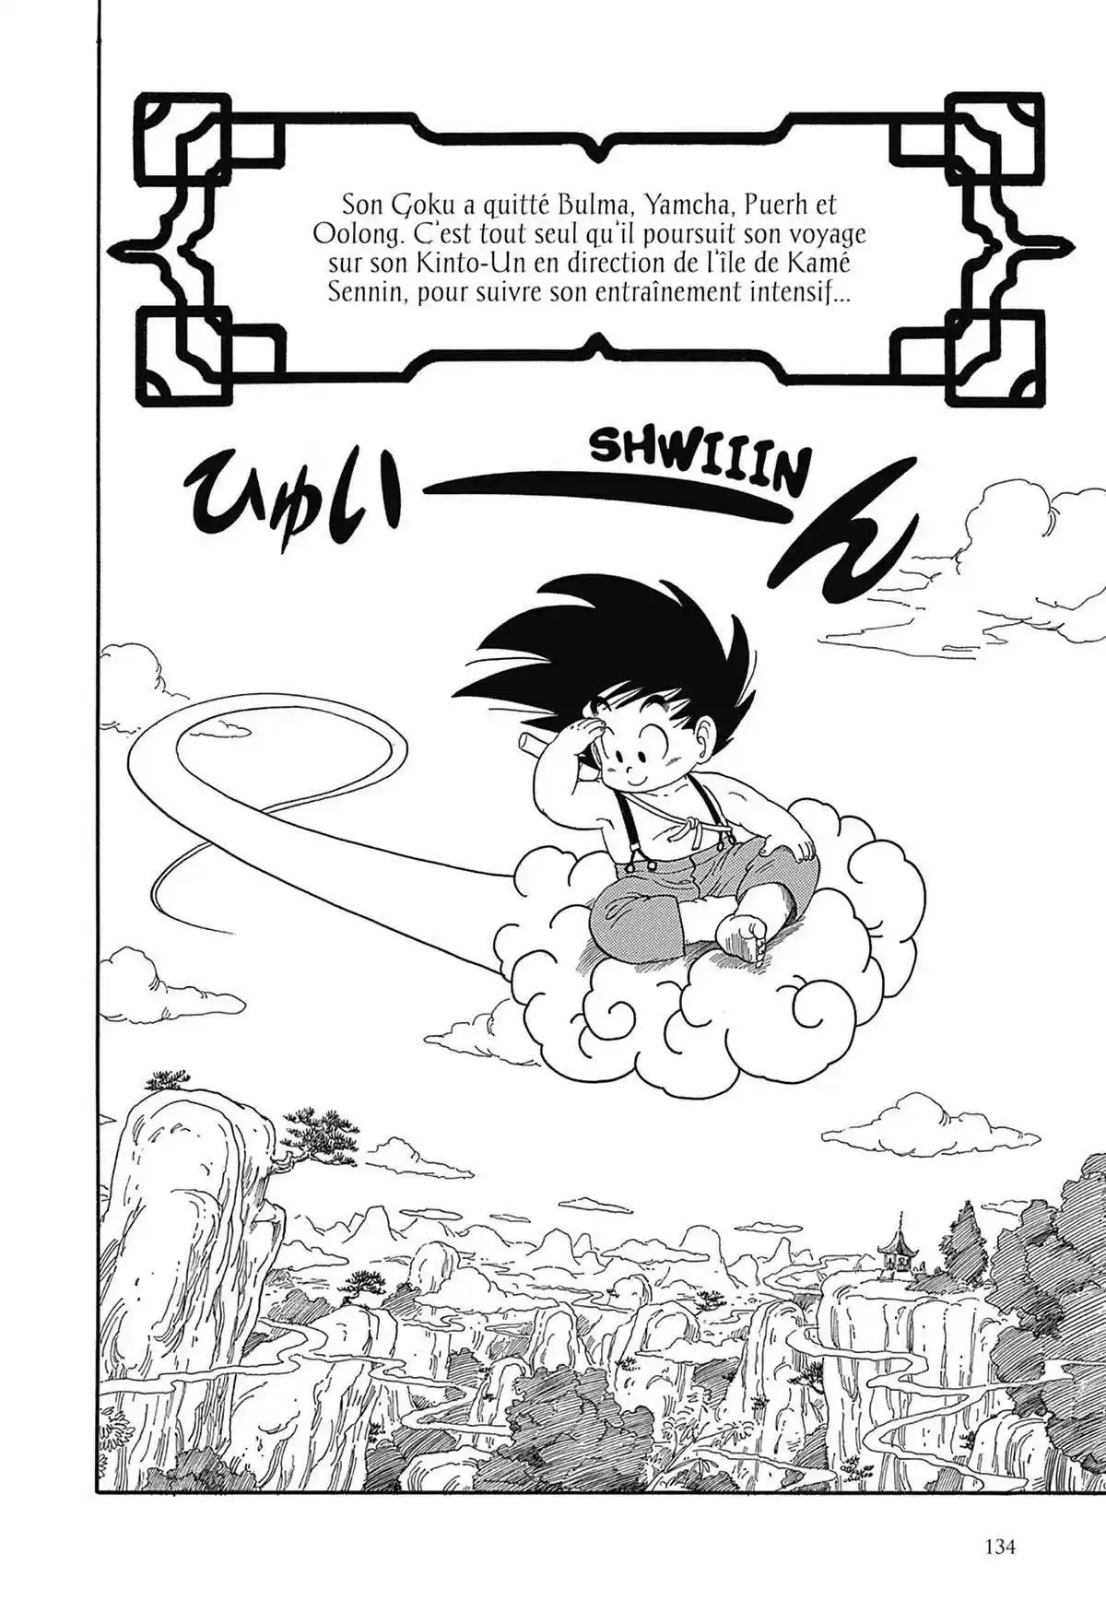 Son Goku a quitté Bulma, Yamcha, Puerh et
Oolong. C'est tout seul qu'il poursuit son voyage
sur son Kinto-Un en direction de l'île de Kamé
Sennin, pour suivre son entraînement intensif...
SHWIIIN
ひゅいーん
134